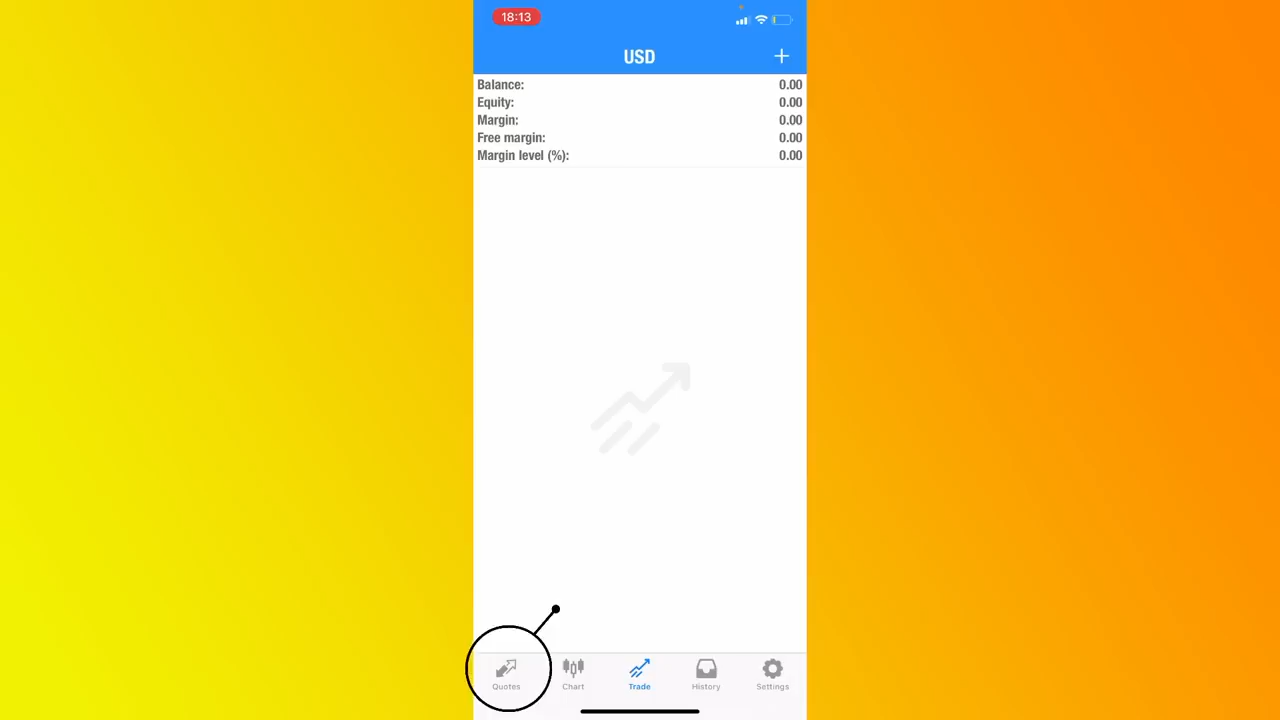 18:13
USD +
Balance: 0.00
Equity: 0.00
Margin: 0.00
Free margin: 0.00
Margin level (%): 0.00
Quotes Chart Trade History Settings